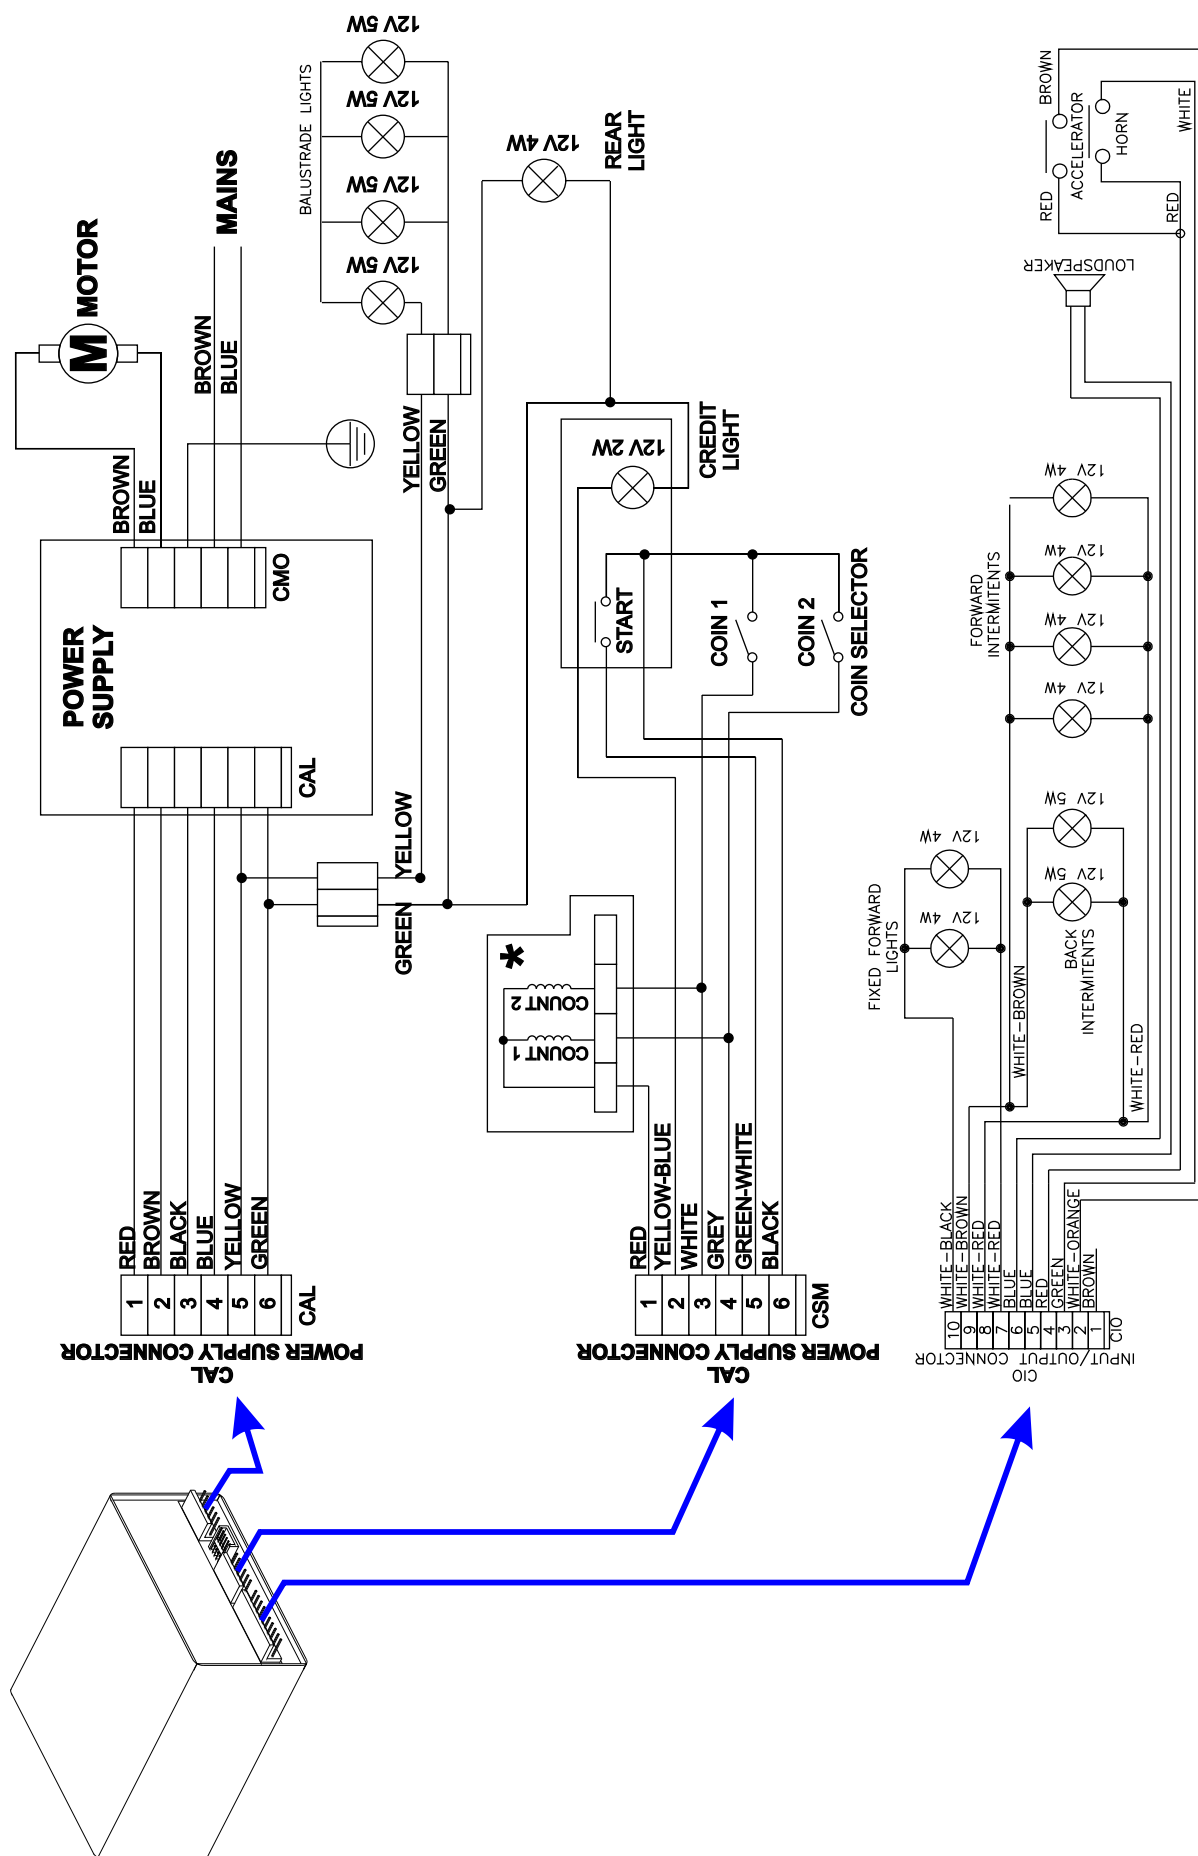 12V 5W
12V 5W
12V 5W
12V 5W
BALUSTRADE LIGHTS
12V 4W
REAR
LIGHT
MAINS
MOTOR
M
BROWN
BLUE
BROWN
BLUE
YELLOW
GREEN
CREDIT
LIGHT
12V 2W
POWER
SUPPLY
CMO
CAL
START
COIN 1
COIN 2
COIN SELECTOR
YELLOW
GREEN
*
COUNT 2
COUNT 1
RED
BROWN
BLACK
BLUE
YELLOW
GREEN
1
2
3
4
5
6
CAL
POWER SUPPLY CONNECTOR
CAL
RED
YELLOW-BLUE
WHITE
GREY
GREEN-WHITE
BLACK
1
2
3
4
5
6
CSM
POWER SUPPLY CONNECTOR
CAL
BROWN
ACCELERATOR
HORN
WHITE
RED
RED
LOUDSPEAKER
12V 4W
12V 4W
12V 4W
12V 4W
FORWARD
INTERMITENTS
12V 5W
12V 5W
BACK
INTERMITENTS
12V 4W
12V 4W
FIXED FORWARD
LIGHTS
WHITE-BROWN
WHITE-RED
WHITE-BLACK
WHITE-BROWN
WHITE-RED
WHITE-RED
BLUE
BLUE
RED
GREEN
WHITE-ORANGE
BROWN
10
9
8
7
6
5
4
3
2
1
CIO
INPUT/OUTPUT CONNECTOR
CIO